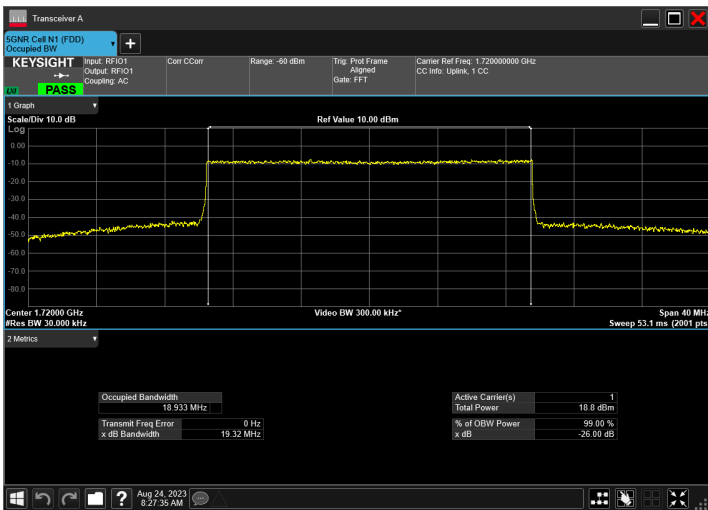 Transceiver A
5GNR Cell N1 (FDD)
Occupied BW
KEYSIGHT
PASS
Input: RFIO1
Output: RFIO1
Coupling: AC
Corr CCorr
Range: -60 dBm
Trig: Prot Frame
Aligned
Gate: FFT
Carrier Ref Freq: 1.720000000 GHz
CC Info: Uplink, 1 CC
1 Graph
Scale/Div 10.0 dB
Ref Value 10.00 dBm
Log
0.00
-10.0
-20.0
-30.0
-40.0
-50.0
-60.0
-70.0
-80.0
Center 1.72000 GHz
Video BW 300.00 kHz*
Span 40 MHz
#Res BW 30.000 kHz
Sweep 53.1 ms (2001 pts)
2 Metrics
Occupied Bandwidth
18.933 MHz
Transmit Freq Error 0 Hz
x dB Bandwidth 19.32 MHz
Active Carrier(s) 1
Total Power 18.8 dBm
% of OBW Power 99.00 %
x dB -26.00 dB
Aug 24, 2023
8:27:35 AM